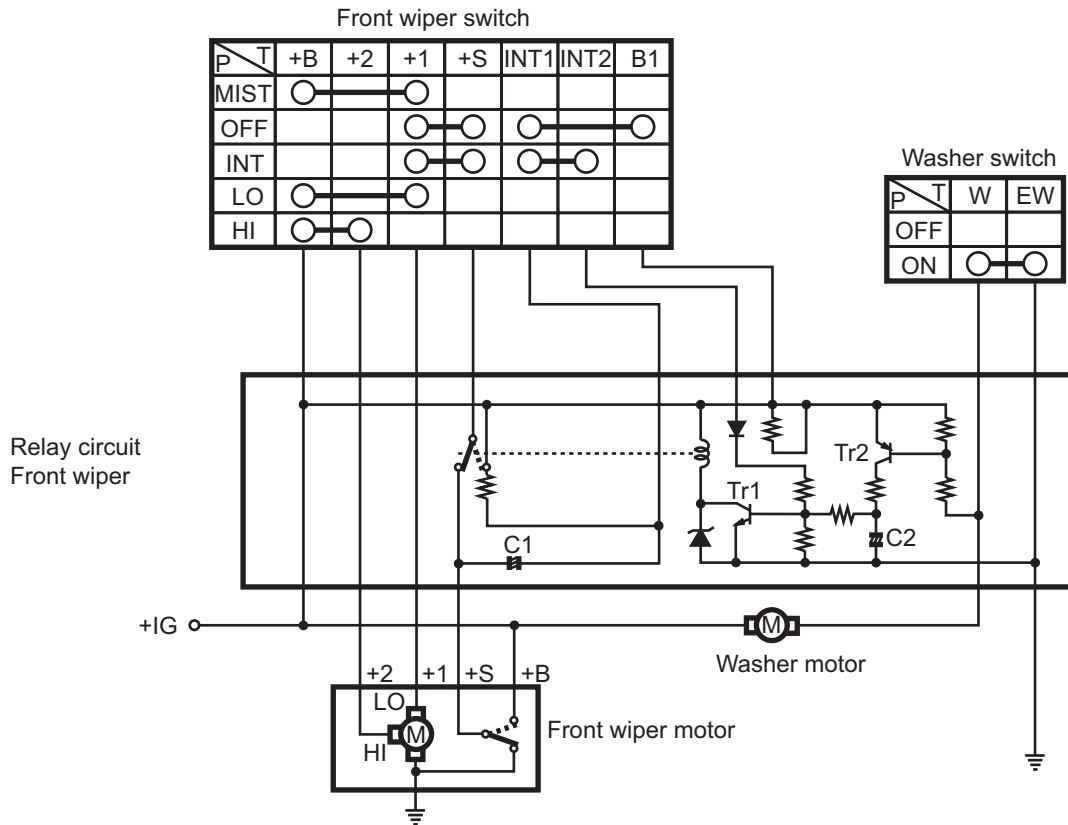 Front wiper switch
P T +B +2 +1 +S INT1 INT2 B1
MIST
OFF
INT
LO
HI
Washer switch
P T W EW
OFF
ON
Relay circuit
Front wiper
Tr2
Tr1
C1
C2
+IG
M
Washer motor
+2 +1 +S +B
LO
M
HI
Front wiper motor